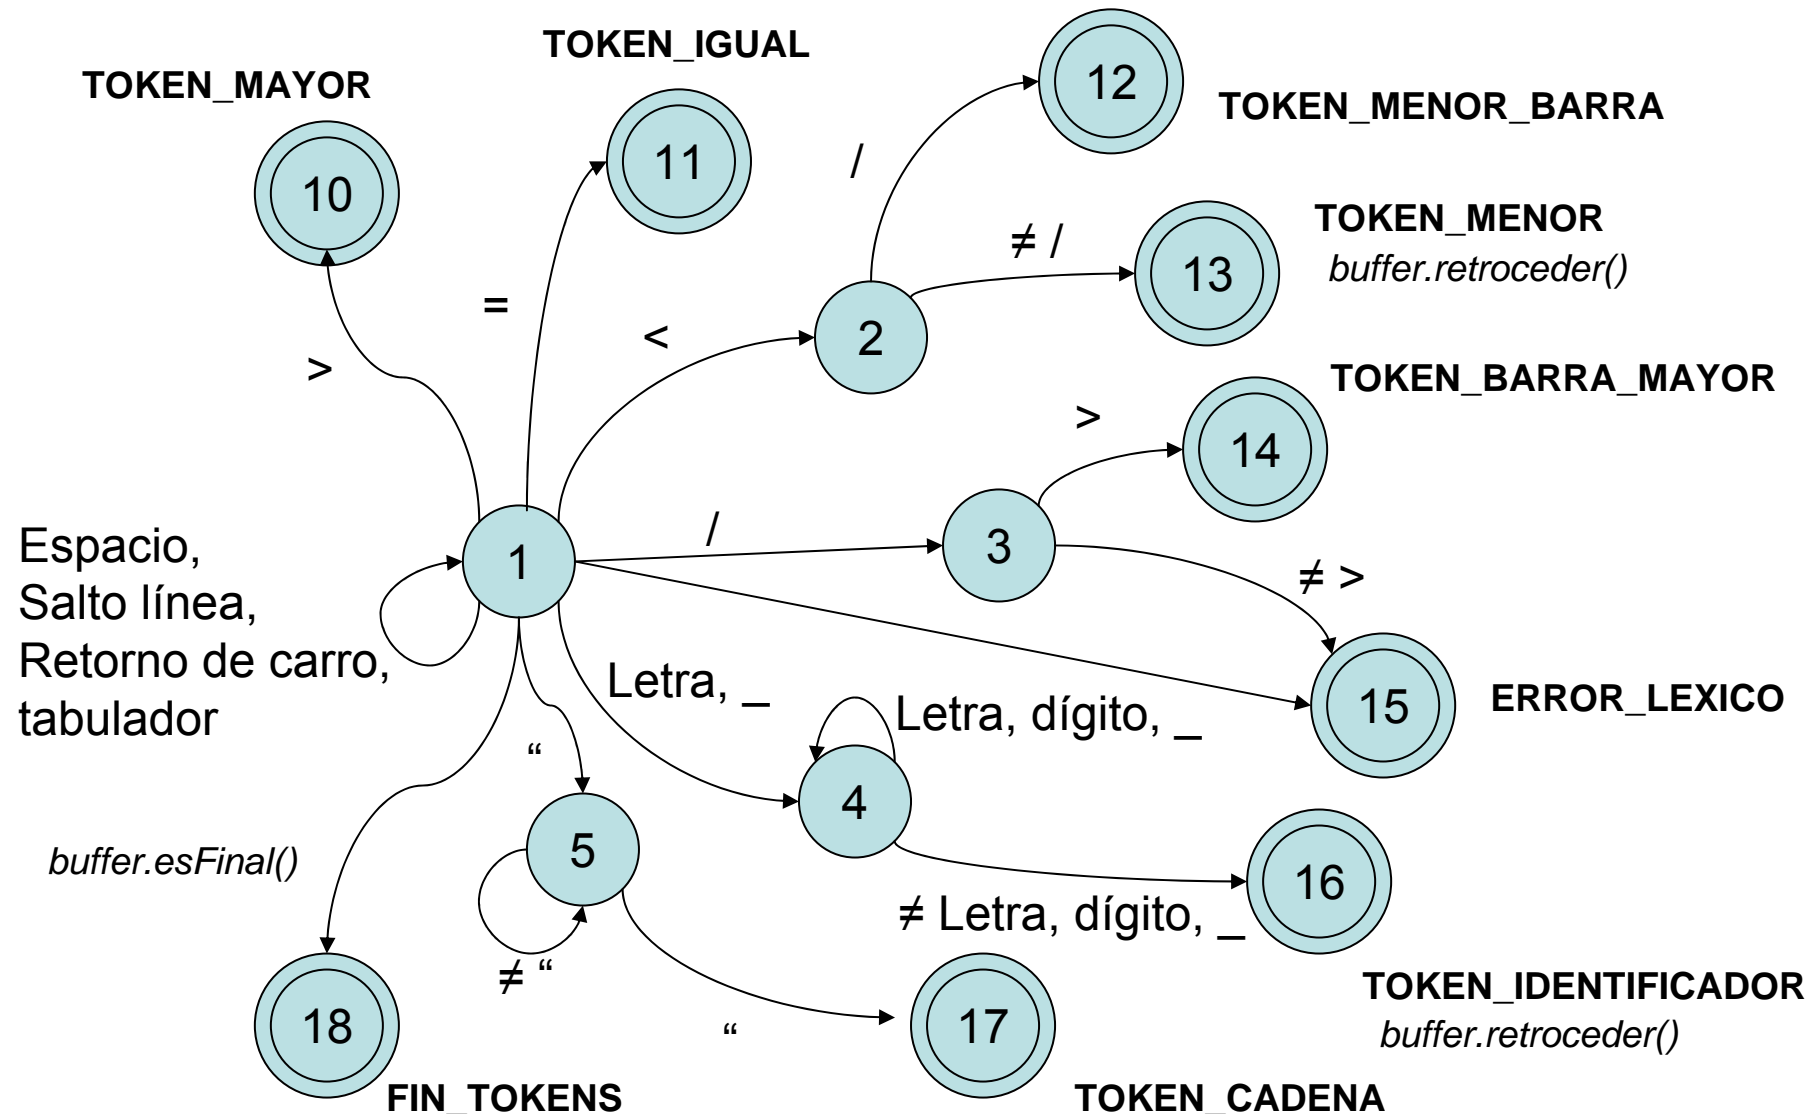 TOKEN_IGUAL
TOKEN_MAYOR
12
TOKEN_MENOR_BARRA
11
10
/
TOKEN_MENOR
≠ /
buffer.retroceder()
13
=
<
2
>
TOKEN_BARRA_MAYOR
>
14
Espacio,
Salto línea,
Retorno de carro,
tabulador
1
/
3
≠ >
Letra, _
Letra, dígito, _
15
ERROR_LEXICO
“
4
buffer.esFinal()
5
16
≠ Letra, dígito, _
≠ “
“
TOKEN_IDENTIFICADOR
buffer.retroceder()
18
17
FIN_TOKENS
TOKEN_CADENA